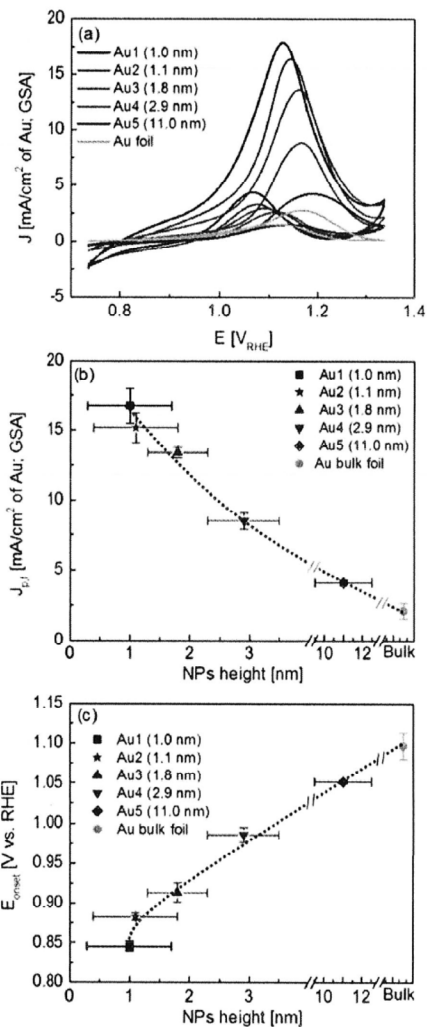 (a)
Au1 (1.0 nm)
Au2 (1.1 nm)
Au3 (1.8 nm)
Au4 (2.9 nm)
Au5 (11.0 nm)
Au foil
J [mA/cm² of Au; GSA]
20
15
10
5
0
-5
0.8 1.0 1.2 1.4
E [V_RHE]
(b)
Au1 (1.0 nm)
Au2 (1.1 nm)
Au3 (1.8 nm)
Au4 (2.9 nm)
Au5 (11.0 nm)
Au bulk foil
J_p,f [mA/cm² of Au; GSA]
20
15
10
5
0
0 1 2 3 10 12 Bulk
NPs height [nm]
(c)
Au1 (1.0 nm)
Au2 (1.1 nm)
Au3 (1.8 nm)
Au4 (2.9 nm)
Au5 (11.0 nm)
Au bulk foil
E_onset [V vs. RHE]
1.15
1.10
1.05
1.00
0.95
0.90
0.85
0.80
0 1 2 3 10 12 Bulk
NPs height [nm]